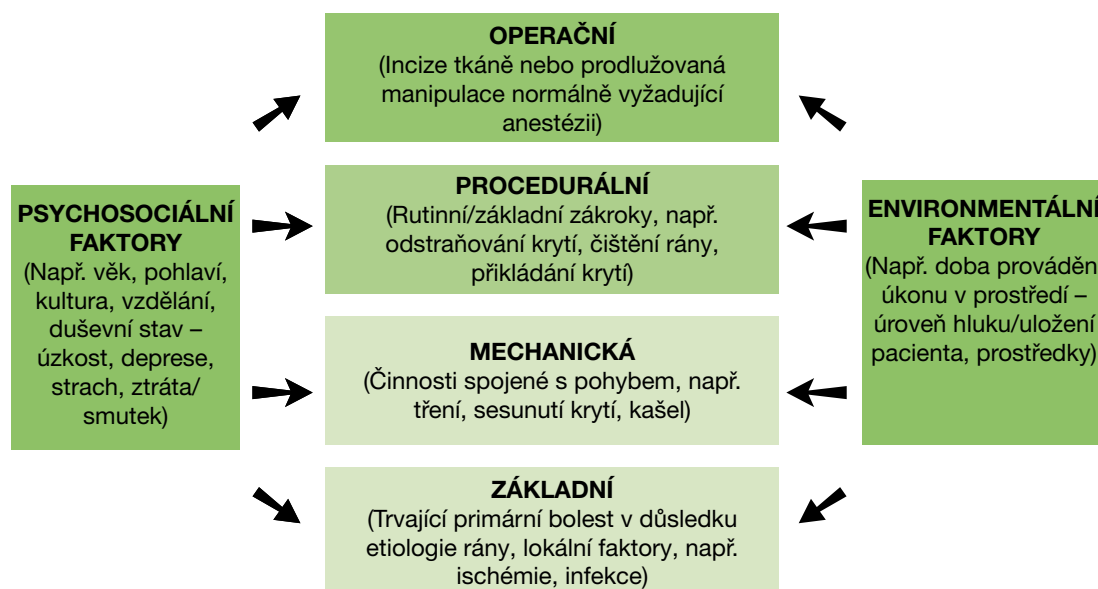 OPERAČNÍ
(Incize tkáně nebo prodlužovaná
manipulace normálně vyžadující
anestézii)
PROCEDURÁLNÍ
(Rutinní/základní zákroky, např.
odstraňování krytí, čištění rány,
přikládání krytí)
MECHANICKÁ
(Činnosti spojené s pohybem, např.
tření, sesunutí krytí, kašel)
ZÁKLADNÍ
(Trvající primární bolest v důsledku
etiologie rány, lokální faktory, např.
ischémie, infekce)
PSYCHOSOCIÁLNÍ
FAKTORY
(Např. věk, pohlaví,
kultura, vzdělání,
duševní stav –
úzkost, deprese,
strach, ztráta/
smutek)
ENVIRONMENTÁLNÍ
FAKTORY
(Např. doba provádění
úkonu v prostředí –
úroveň hluku/uložení
pacienta, prostředky)